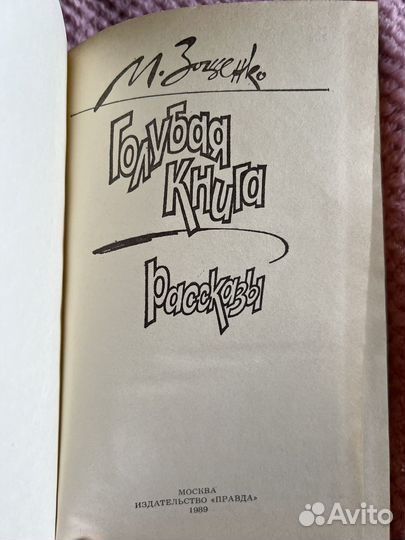 М. Зощенко
Голубая
Книга
Рассказы
МОСКВА
ИЗДАТЕЛЬСТВО «ПРАВДА»
1989
Avito